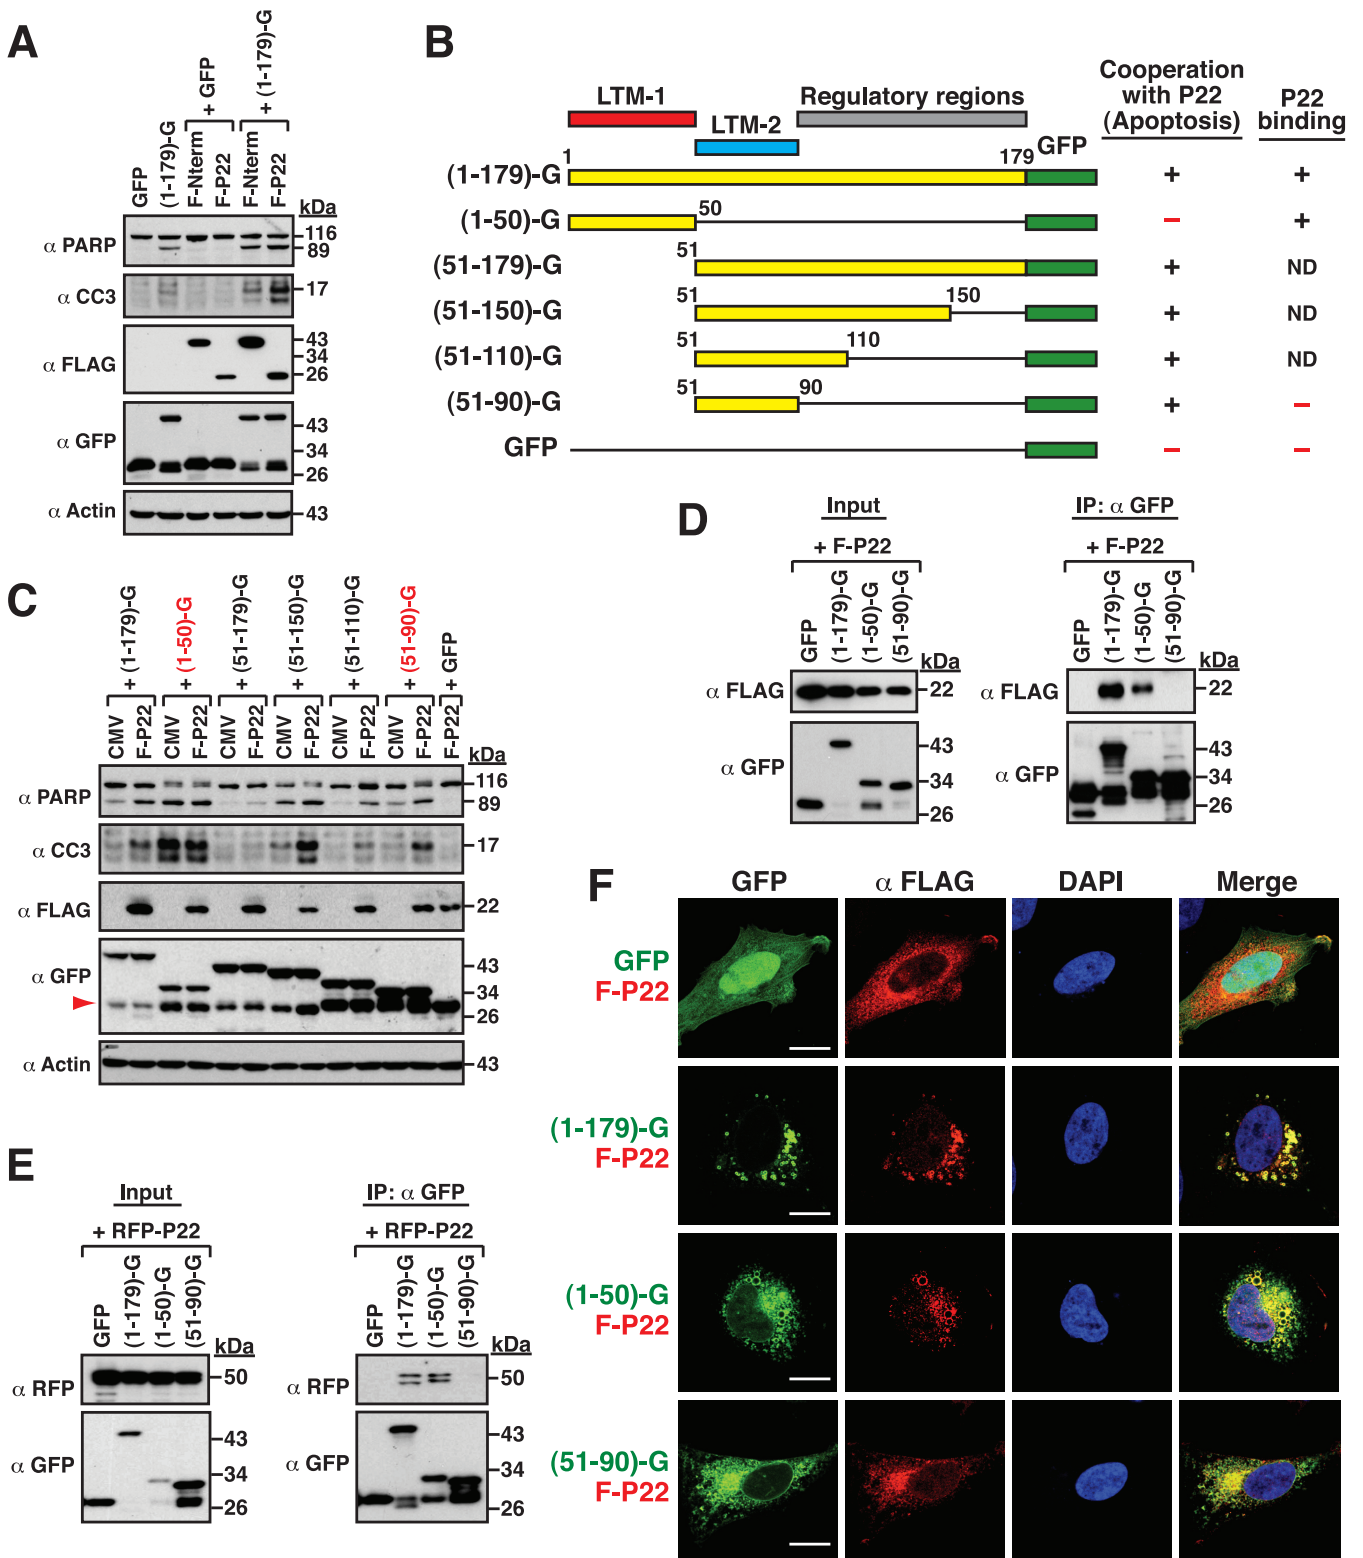 A
+ GFP
+ (1-179)-G
GFP
(1-179)-G
F-Nterm
F-P22
F-Nterm
F-P22
kDa
α PARP
116
89
α CC3
17
α FLAG
43
34
26
α GFP
43
34
26
α Actin
43
B
Cooperation with P22 (Apoptosis)
P22 binding
LTM-1
LTM-2
Regulatory regions
GFP
1
179
(1-179)-G
+
+
(1-50)-G
50
–
+
(51-179)-G
51
+
ND
(51-150)-G
51
150
+
ND
(51-110)-G
51
110
+
ND
(51-90)-G
51
90
+
–
GFP
–
–
C
+ (1-179)-G
+ (1-50)-G
+ (51-179)-G
+ (51-150)-G
+ (51-110)-G
+ (51-90)-G
+ GFP
CMV
F-P22
CMV
F-P22
CMV
F-P22
CMV
F-P22
CMV
F-P22
CMV
F-P22
F-P22
kDa
α PARP
116
89
α CC3
17
α FLAG
22
α GFP
43
34
26
α Actin
43
D
Input
+ F-P22
GFP
(1-179)-G
(1-50)-G
(51-90)-G
kDa
α FLAG
22
α GFP
43
34
26
IP: α GFP
+ F-P22
GFP
(1-179)-G
(1-50)-G
(51-90)-G
kDa
α FLAG
22
α GFP
43
34
26
E
Input
+ RFP-P22
GFP
(1-179)-G
(1-50)-G
(51-90)-G
kDa
α RFP
50
α GFP
43
34
26
IP: α GFP
+ RFP-P22
GFP
(1-179)-G
(1-50)-G
(51-90)-G
kDa
α RFP
50
α GFP
43
34
26
F
GFP
α FLAG
DAPI
Merge
GFP
F-P22
(1-179)-G
F-P22
(1-50)-G
F-P22
(51-90)-G
F-P22